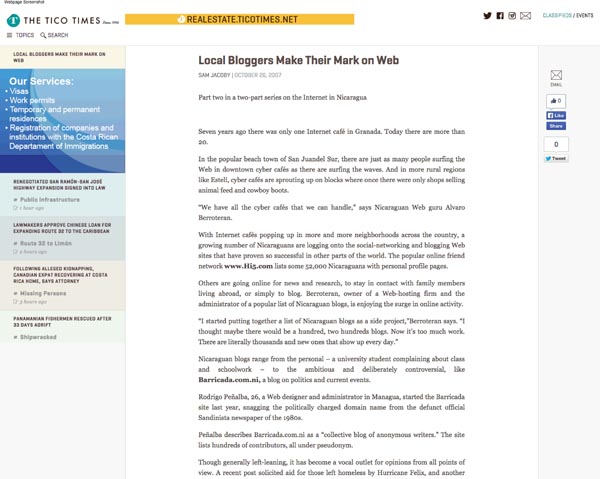 Webpage Screenshot
THE TICO TIMES Since 1956
REALESTATE.TICOTIMES.NET
CLASSIFIEDS / EVENTS
TOPICS SEARCH
LOCAL BLOGGERS MAKE THEIR MARK ON
WEB
Our Services:
• Visas
• Work permits
• Temporary and permanent
residences
• Registration of companies and
institutions with the Costa Rican
Departament of Immigrations
RENEGOTIATED SAN RAMÓN-SAN JOSÉ
HIGHWAY EXPANSION SIGNED INTO LAW
# Public Infrastructure
1 hour ago
LAWMAKERS APPROVE CHINESE LOAN FOR
EXPANDING ROUTE 32 TO THE CARIBBEAN
# Route 32 to Limón
2 hours ago
FOLLOWING ALLEGED KIDNAPPING,
CANADIAN EXPAT RECOVERING AT COSTA
RICA HOME, SAYS ATTORNEY
# Missing Persons
3 hours ago
PANAMANIAN FISHERMEN RESCUED AFTER
33 DAYS ADRIFT
# Shipwrecked
Local Bloggers Make Their Mark on Web
SAM JACOBY | OCTOBER 26, 2007
Part two in a two-part series on the Internet in Nicaragua
Seven years ago there was only one Internet café in Granada. Today there are more than
20.
In the popular beach town of San Juandel Sur, there are just as many people surfing the
Web in downtown cyber cafés as there are surfing the waves. And in more rural regions
like Estelí, cyber cafés are sprouting up on blocks where once there were only shops selling
animal feed and cowboy boots.
“We have all the cyber cafés that we can handle,” says Nicaraguan Web guru Alvaro
Berroteran.
With Internet cafés popping up in more and more neighborhoods across the country, a
growing number of Nicaraguans are logging onto the social-networking and blogging Web
sites that have proven so successful in other parts of the world. The popular online friend
network www.Hi5.com lists some 52,000 Nicaraguans with personal profile pages.
Others are going online for news and research, to stay in contact with family members
living abroad, or simply to blog. Berroteran, owner of a Web-hosting firm and the
administrator of a popular list of Nicaraguan blogs, is enjoying the surge in online activity.
“I started putting together a list of Nicaraguan blogs as a side project,”Berroteran says. “I
thought maybe there would be a hundred, two hundreds blogs. Now it’s too much work.
There are literally thousands and new ones that show up every day.”
Nicaraguan blogs range from the personal – a university student complaining about class
and schoolwork – to the ambitious and deliberately controversial, like
Barricada.com.ni, a blog on politics and current events.
Rodrigo Peñalba, 26, a Web designer and administrator in Managua, started the Barricada
site last year, snagging the politically charged domain name from the defunct official
Sandinista newspaper of the 1980s.
Peñalba describes Barricada.com.ni as a “collective blog of anonymous writers.” The site
lists hundreds of contributors, all under pseudonym.
Though generally left-leaning, it has become a vocal outlet for opinions from all points of
view. A recent post solicited aid for those left homeless by Hurricane Felix, and another
EMAIL
0
Like
Share
0
Tweet